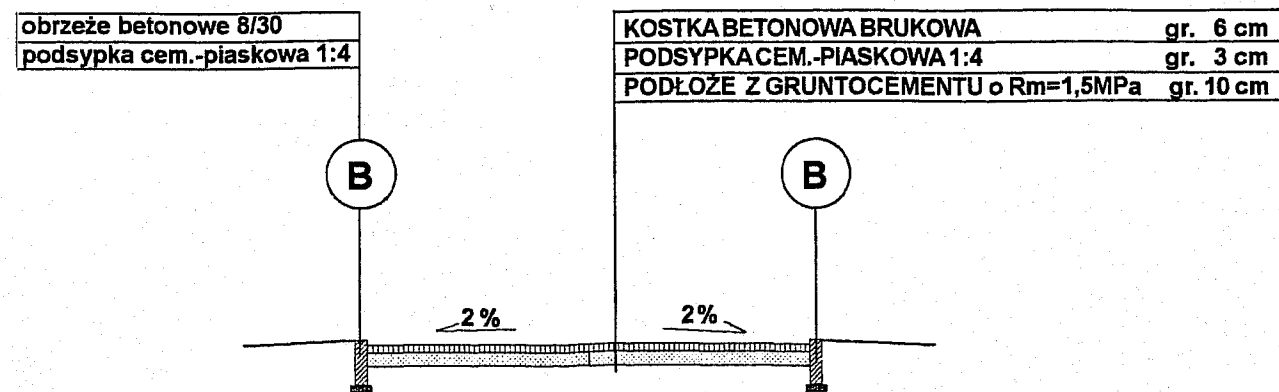 obrzeże betonowe 8/30
podsypka cem.-piaskowa 1:4
KOSTKA BETONOWA BRUKOWA gr. 6 cm
PODSYPKA CEM.-PIASKOWA 1:4 gr. 3 cm
PODŁOŻE Z GRUNTOCEMENTU o Rm=1,5MPa gr. 10 cm
B
B
2%
2%